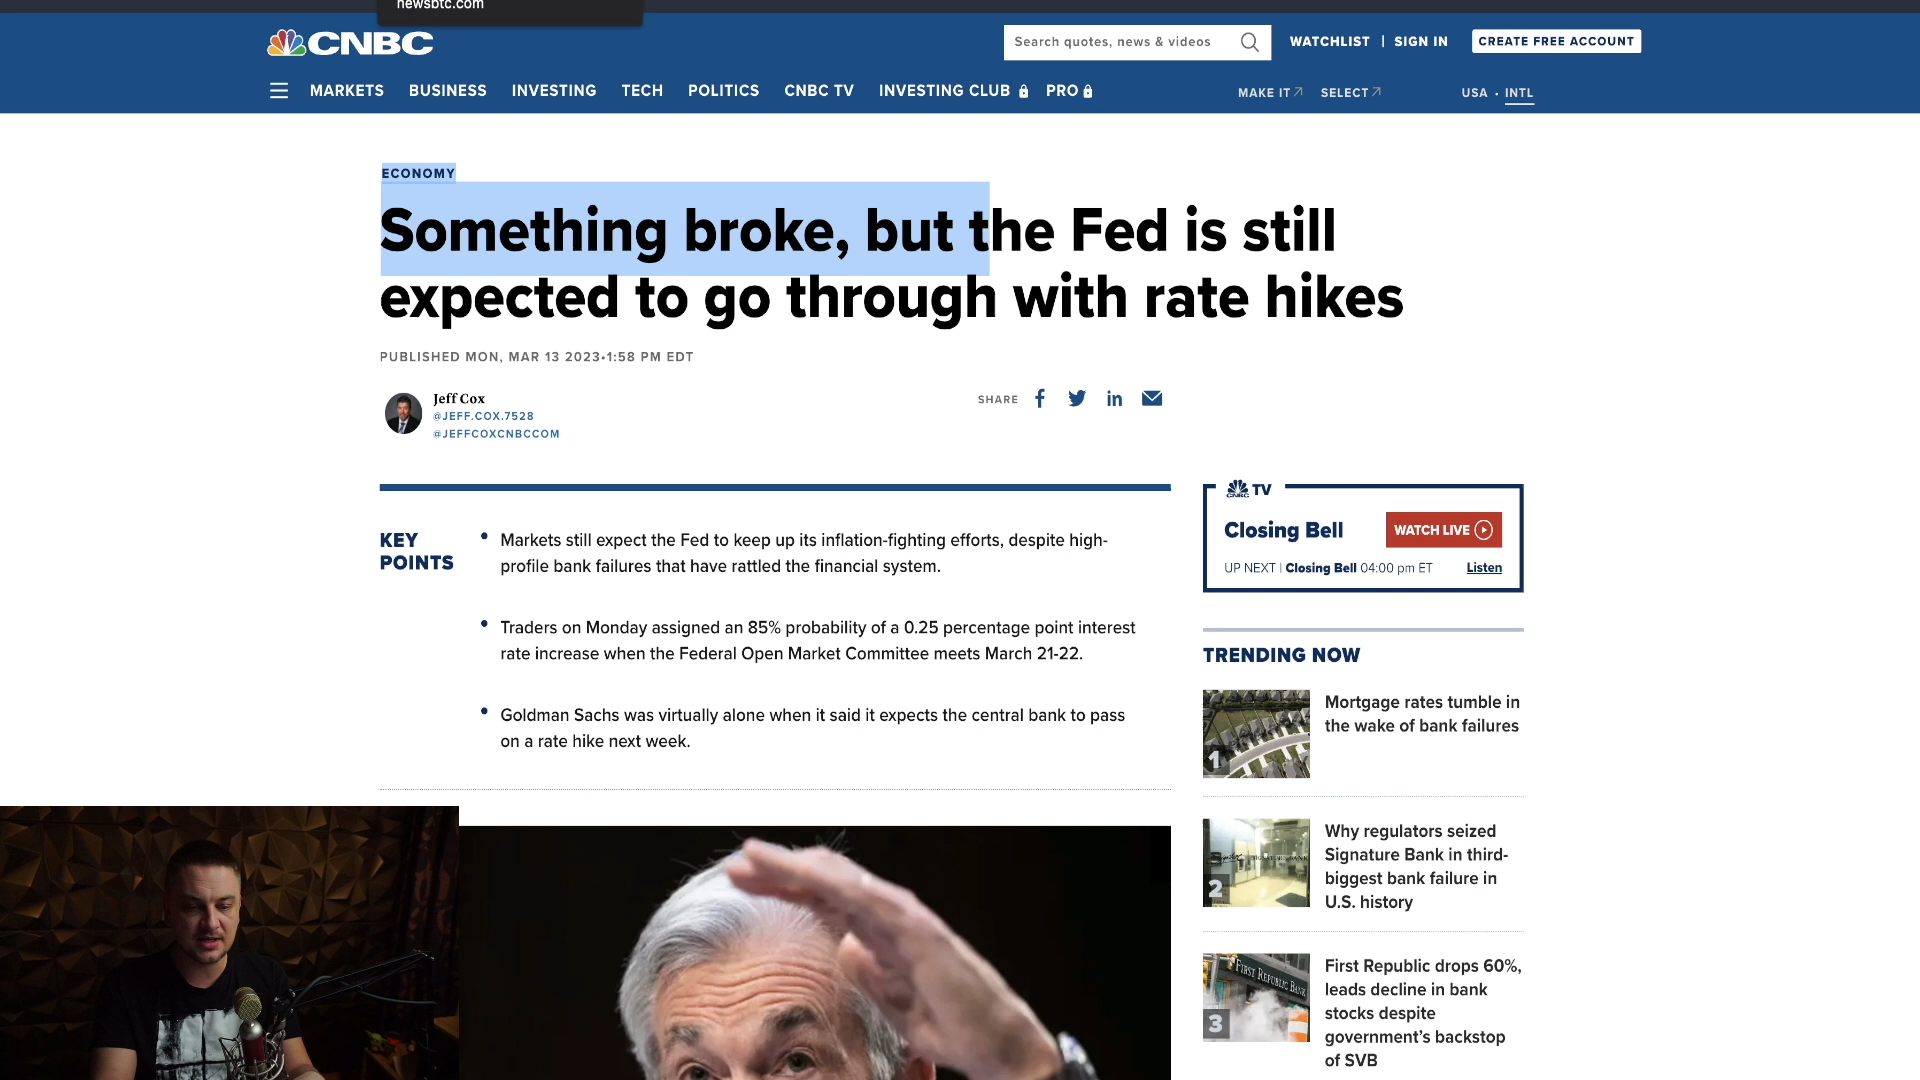 newsbtc.com
CNBC
Search quotes, news & videos
WATCHLIST | SIGN IN
CREATE FREE ACCOUNT
MARKETS BUSINESS INVESTING TECH POLITICS CNBC TV INVESTING CLUB PRO
MAKE IT SELECT
USA • INTL
ECONOMY
Something broke, but the Fed is still
expected to go through with rate hikes
PUBLISHED MON, MAR 13 2023•1:58 PM EDT
Jeff Cox
@JEFF.COX.7528
@JEFFCOXCNBCCOM
SHARE
KEY
POINTS
• Markets still expect the Fed to keep up its inflation-fighting efforts, despite high-
profile bank failures that have rattled the financial system.
• Traders on Monday assigned an 85% probability of a 0.25 percentage point interest
rate increase when the Federal Open Market Committee meets March 21-22.
• Goldman Sachs was virtually alone when it said it expects the central bank to pass
on a rate hike next week.
CNBC TV
Closing Bell
WATCH LIVE
UP NEXT | Closing Bell 04:00 pm ET
Listen
TRENDING NOW
1
Mortgage rates tumble in
the wake of bank failures
2
Why regulators seized
Signature Bank in third-
biggest bank failure in
U.S. history
FIRST REPUBLIC BANK
3
First Republic drops 60%,
leads decline in bank
stocks despite
government's backstop
of SVB